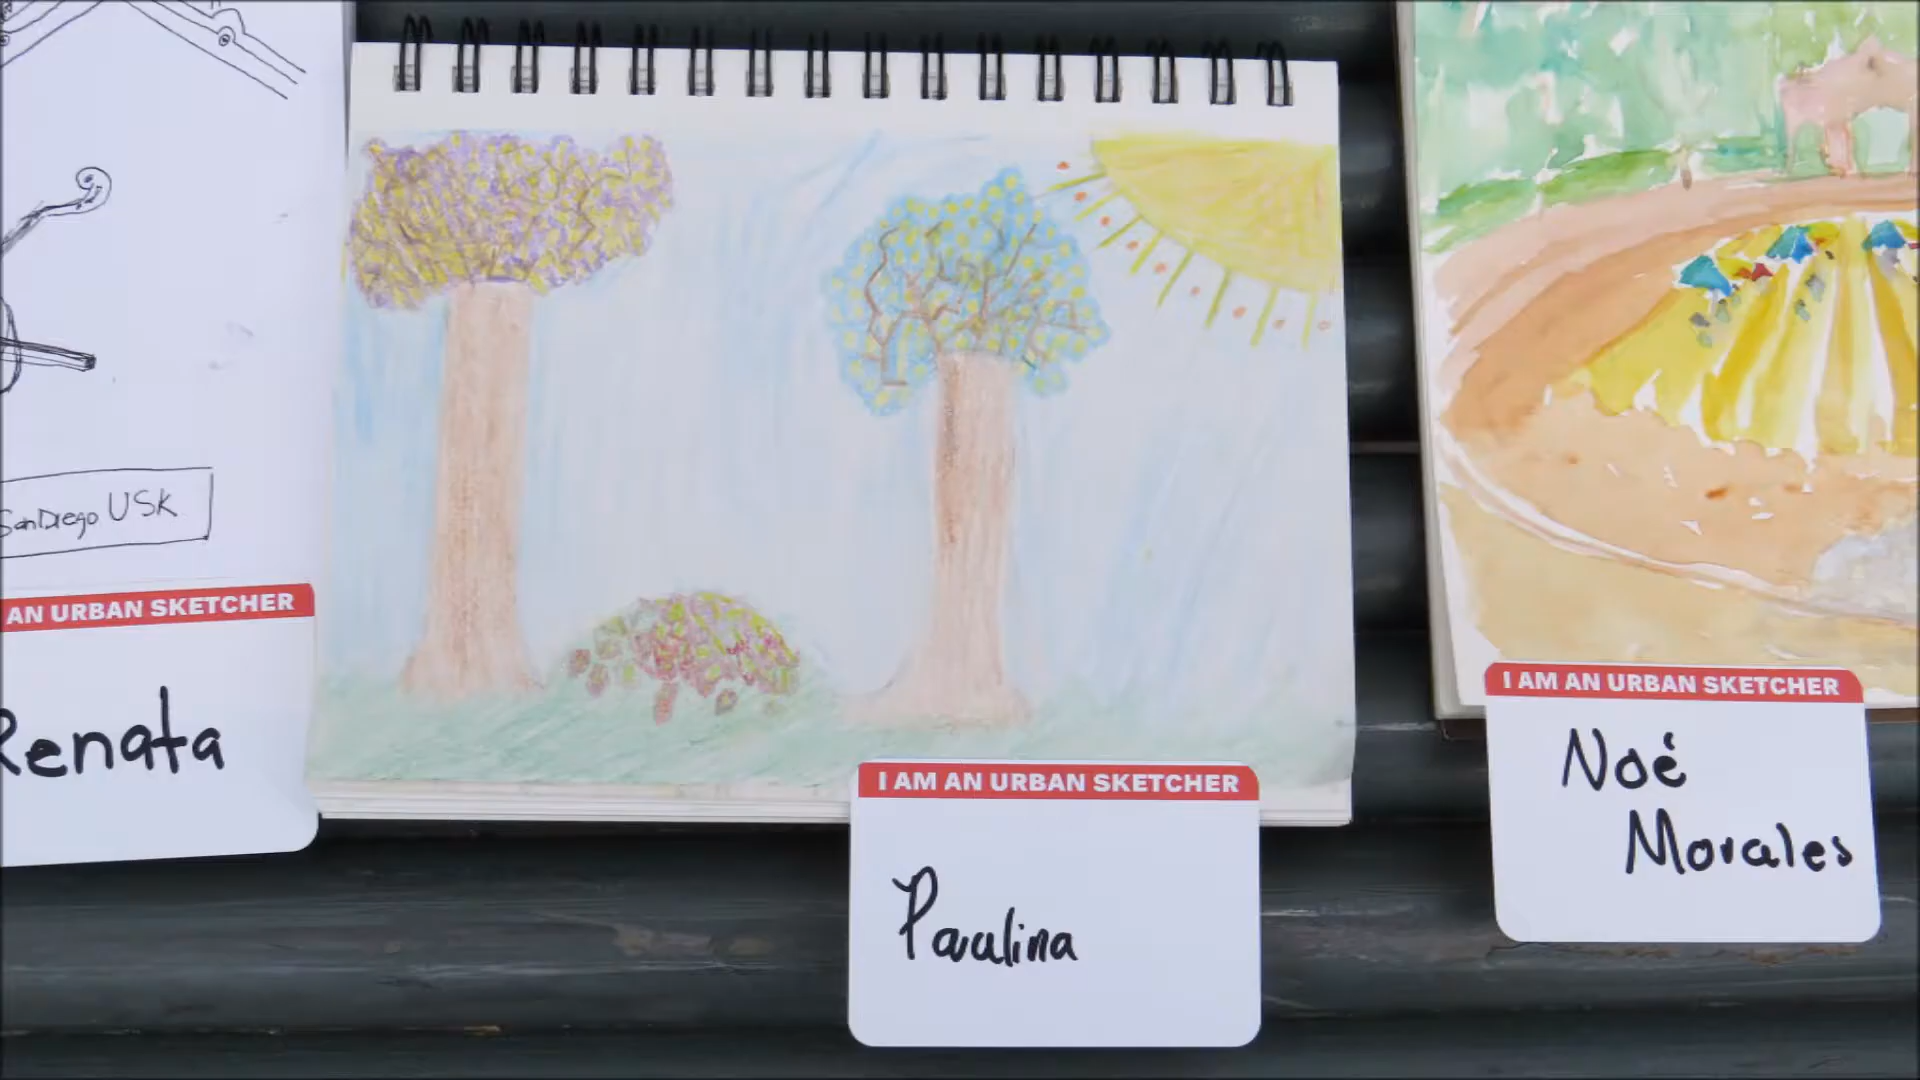 SanDiego USK
AN URBAN SKETCHER
Renata
I AM AN URBAN SKETCHER
Paulina
I AM AN URBAN SKETCHER
Noé
Morales